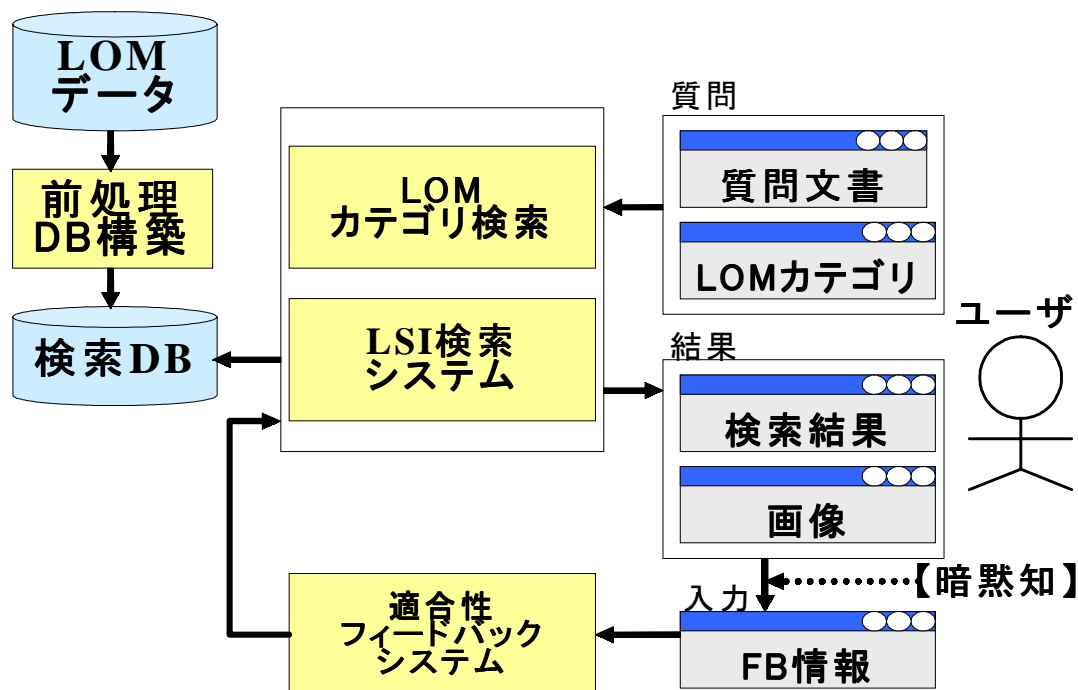 LOM
データ
前処理
DB構築
検索DB
LOM
カテゴリ検索
LSI検索
システム
適合性
フィードバック
システム
質問
質問文書
LOMカテゴリ
結果
検索結果
画像
入力
FB情報
ユーザ
【暗黙知】